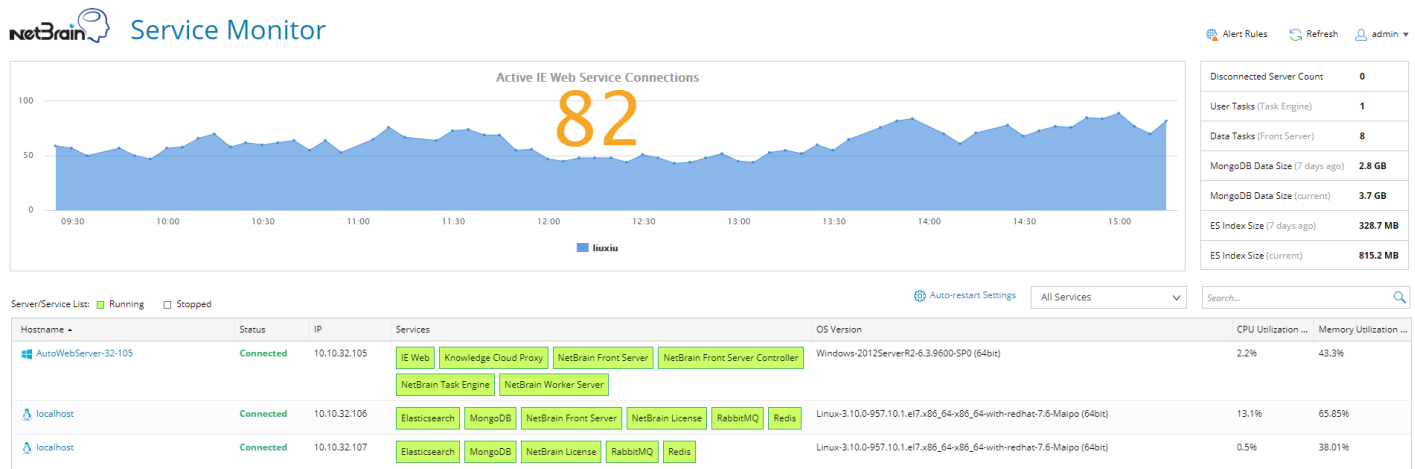 NetBrain
Service Monitor
Alert Rules Refresh admin
Active IE Web Service Connections
82
100
50
0
09:30 10:00 10:30 11:00 11:30 12:00 12:30 13:00 13:30 14:00 14:30 15:00
liuxiu
Disconnected Server Count 0
User Tasks (Task Engine) 1
Data Tasks (Front Server) 8
MongoDB Data Size (7 days ago) 2.8 GB
MongoDB Data Size (current) 3.7 GB
ES Index Size (7 days ago) 328.7 MB
ES Index Size (current) 815.2 MB
Server/Service List: Running Stopped
Auto-restart Settings All Services Search...
Hostname Status IP Services OS Version CPU Utilization ... Memory Utilization ...
AutoWebServer-32-105 Connected 10.10.32.105 IE Web Knowledge Cloud Proxy NetBrain Front Server NetBrain Front Server Controller Windows-2012ServerR2-6.3.9600-SP0 (64bit) 2.2% 43.3%
NetBrain Task Engine NetBrain Worker Server
localhost Connected 10.10.32.106 Elasticsearch MongoDB NetBrain Front Server NetBrain License RabbitMQ Redis Linux-3.10.0-957.10.1.el7.x86_64-x86_64-with-redhat-7.6-Maipo (64bit) 13.1% 65.85%
localhost Connected 10.10.32.107 Elasticsearch MongoDB NetBrain License RabbitMQ Redis Linux-3.10.0-957.10.1.el7.x86_64-x86_64-with-redhat-7.6-Maipo (64bit) 0.5% 38.01%